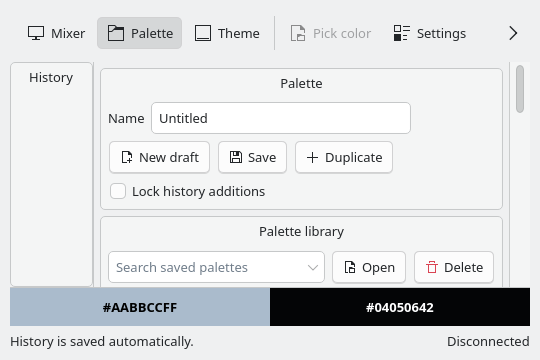 Mixer Palette Theme Pick color Settings
History
Palette
Name Untitled
New draft Save Duplicate
Lock history additions
Palette library
Search saved palettes Open Delete
#AABBCCFF #04050642
History is saved automatically. Disconnected